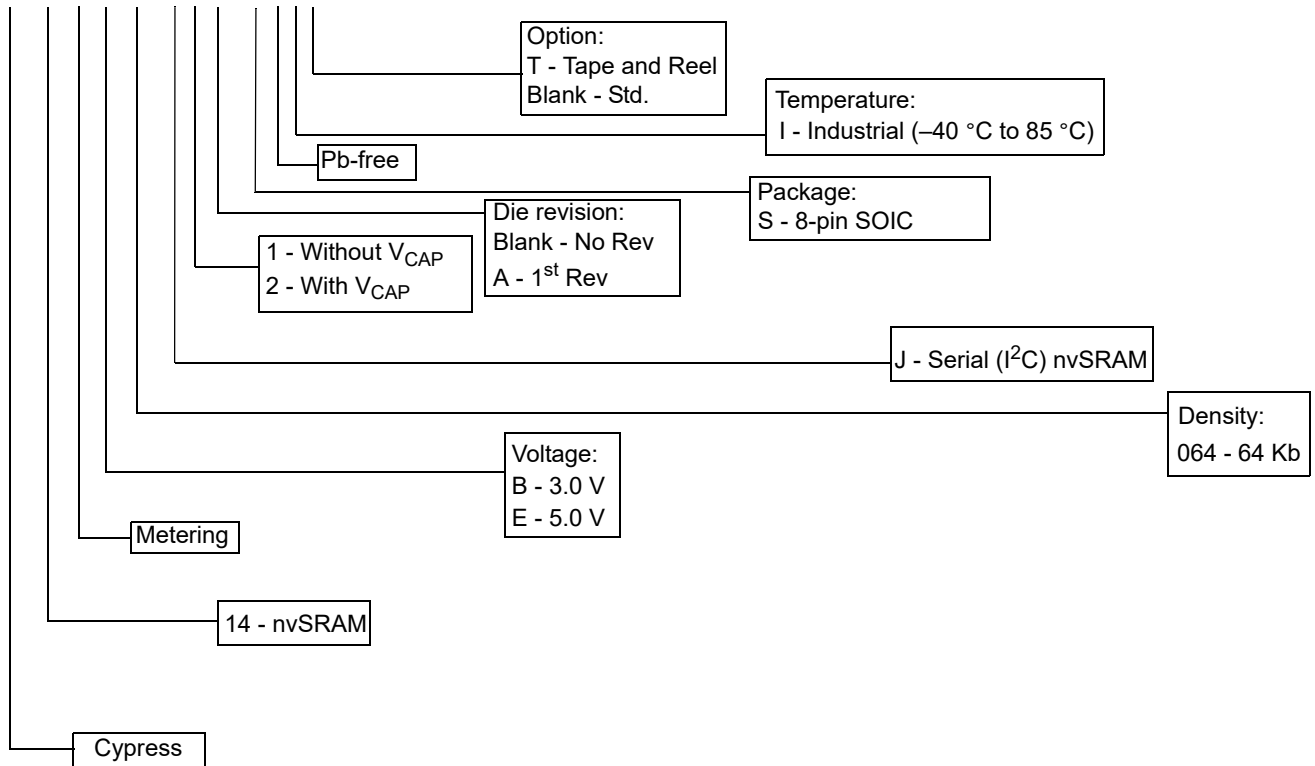 Option:
T - Tape and Reel
Blank - Std.
Temperature:
I - Industrial (–40 °C to 85 °C)
Pb-free
Package:
S - 8-pin SOIC
Die revision:
Blank - No Rev
A - 1st Rev
1 - Without VCAP
2 - With VCAP
J - Serial (I2C) nvSRAM
Density:
064 - 64 Kb
Voltage:
B - 3.0 V
E - 5.0 V
Metering
14 - nvSRAM
Cypress